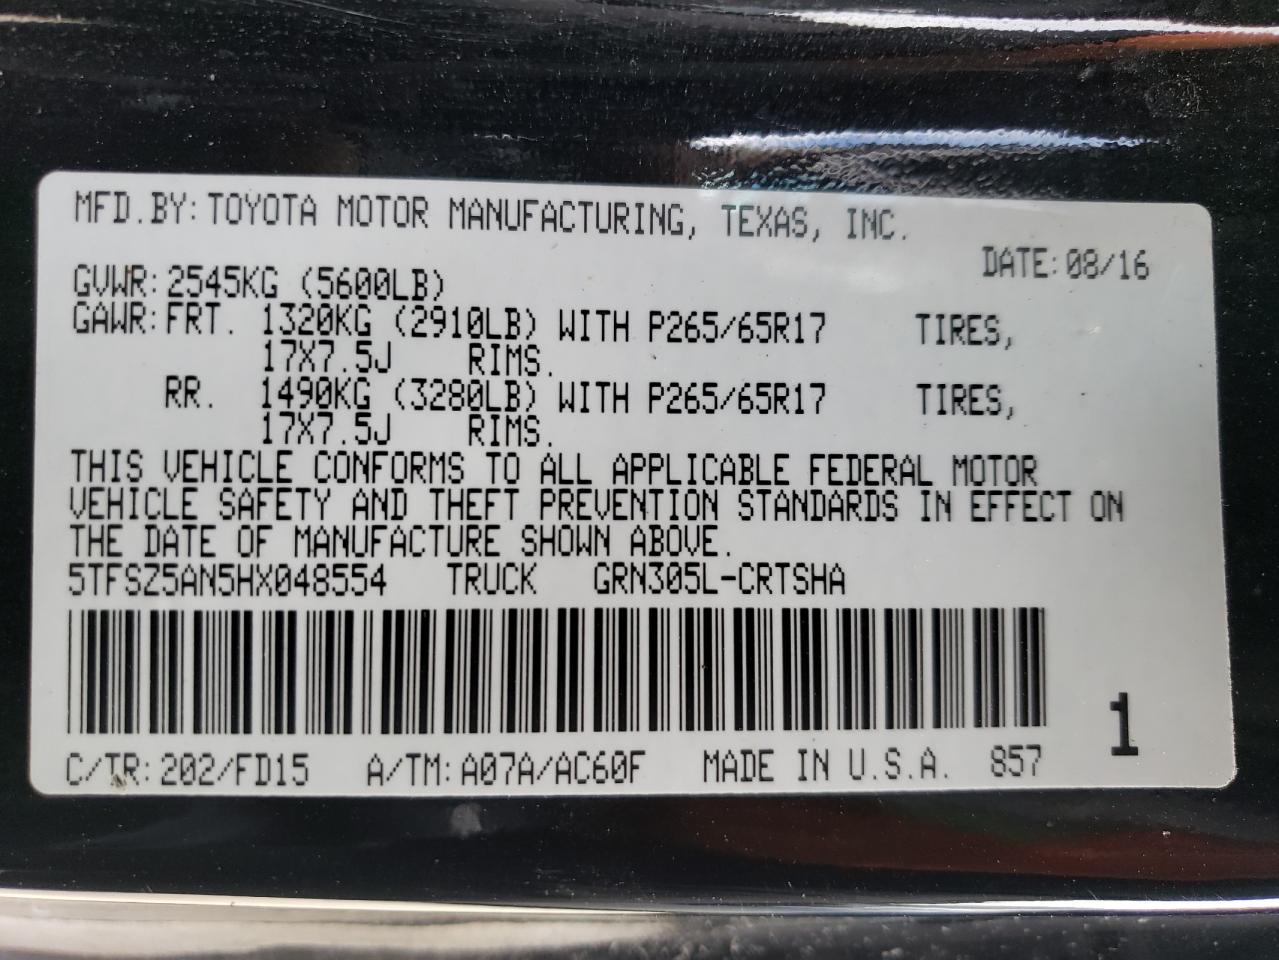 MFD.BY:TOYOTA MOTOR MANUFACTURING, TEXAS, INC.
DATE:08/16
GVWR:2545KG (5600LB)
GAWR:FRT. 1320KG (2910LB) WITH P265/65R17 TIRES,
17X7.5J RIMS.
RR. 1490KG (3280LB) WITH P265/65R17 TIRES,
17X7.5J RIMS.
THIS VEHICLE CONFORMS TO ALL APPLICABLE FEDERAL MOTOR
VEHICLE SAFETY AND THEFT PREVENTION STANDARDS IN EFFECT ON
THE DATE OF MANUFACTURE SHOWN ABOVE.
5TFSZ5AN5HX048554 TRUCK GRN305L-CRTSHA
1
C/TR:202/FD15 A/TM:A07A/AC60F MADE IN U.S.A. 857